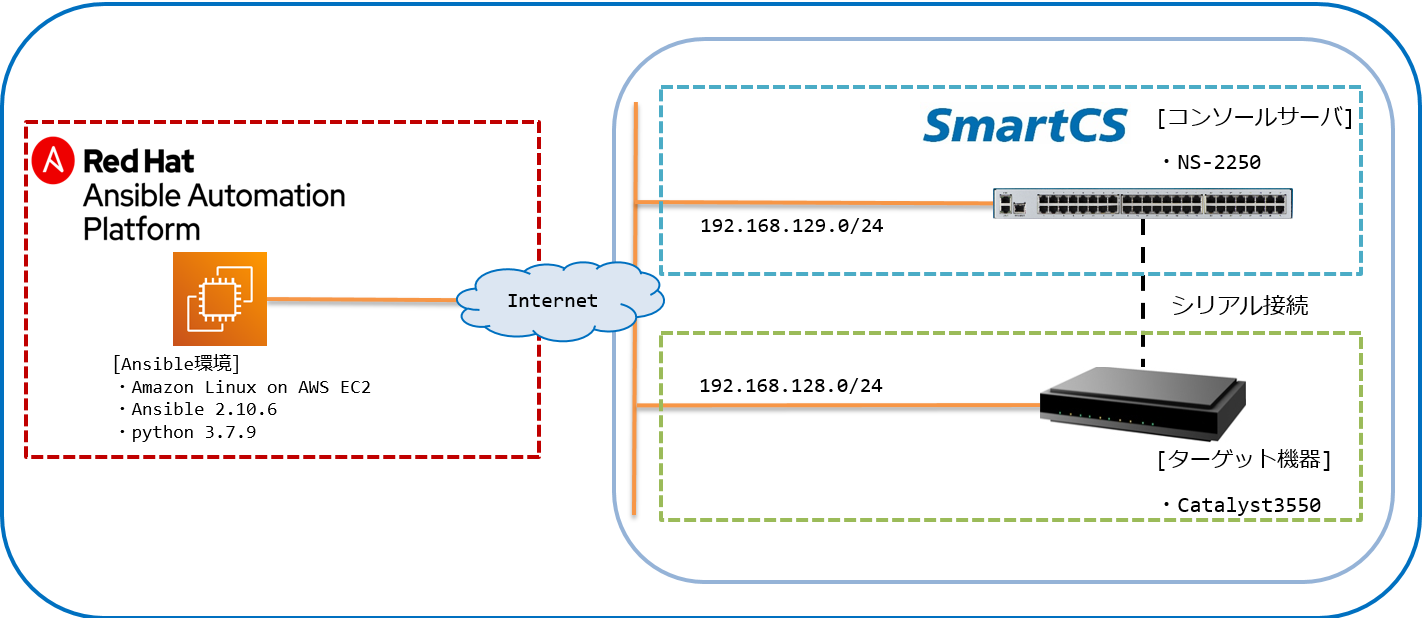 Red Hat
Ansible Automation
Platform
[Ansible環境]
・Amazon Linux on AWS EC2
・Ansible 2.10.6
・python 3.7.9
Internet
SmartCS
[コンソールサーバ]
・NS-2250
192.168.129.0/24
シリアル接続
192.168.128.0/24
[ターゲット機器]
・Catalyst3550